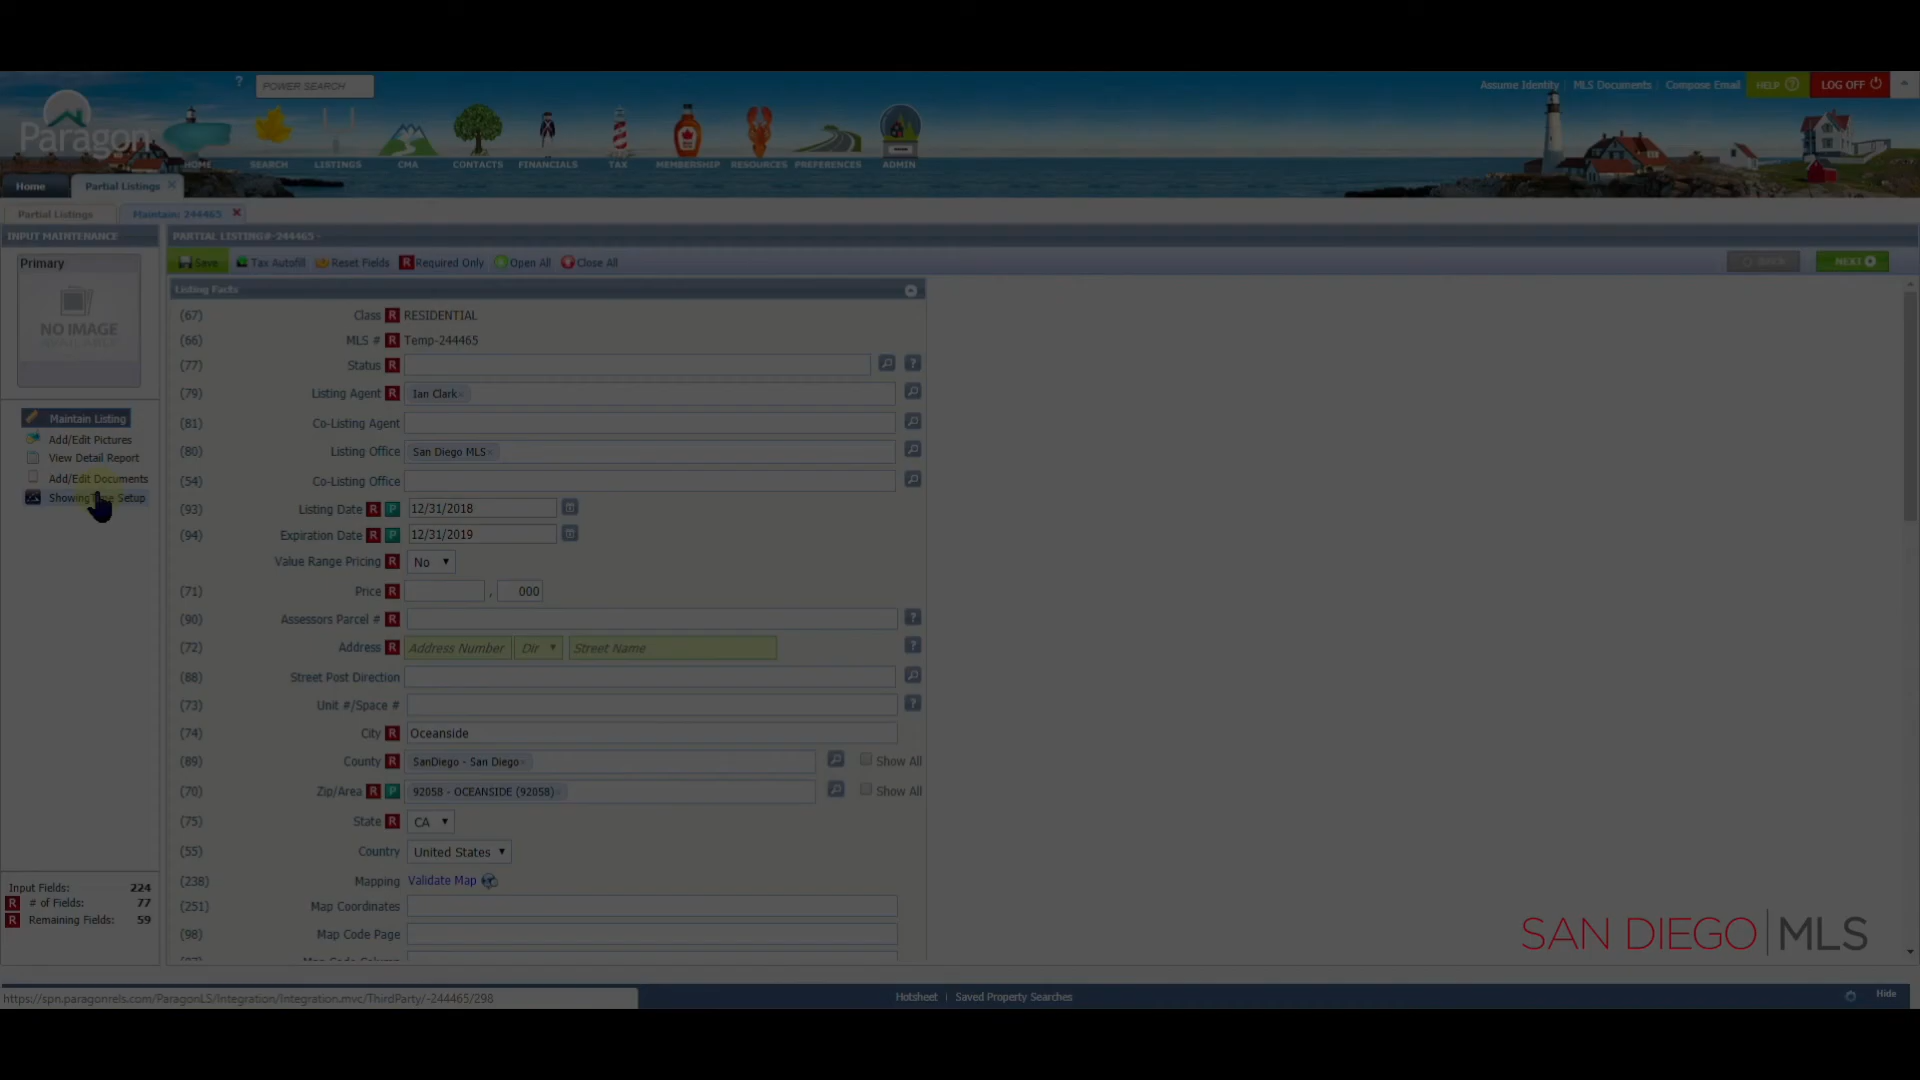 ? POWER SEARCH
Assume Identity | MLS Documents | Compose Email HELP ? LOG OFF
Paragon
HOME SEARCH LISTINGS CMA CONTACTS FINANCIALS TAX MEMBERSHIP RESOURCES PREFERENCES ADMIN
Home Partial Listings
Partial Listings Maintain: 244465
INPUT MAINTENANCE
Primary
NO IMAGE
AVAILABLE
Maintain Listing
Add/Edit Pictures
View Detail Report
Add/Edit Documents
ShowingTime Setup
Input Fields: 224
R # of Fields: 77
R Remaining Fields: 59
PARTIAL LISTING#-244465-
Save Tax Autofill Reset Fields R Required Only Open All Close All BACK NEXT
Listing Facts
(67) Class R RESIDENTIAL
(66) MLS # R Temp-244465
(77) Status R ?
(79) Listing Agent R Ian Clark×
(81) Co-Listing Agent
(80) Listing Office R San Diego MLS×
(54) Co-Listing Office
(93) Listing Date R P 12/31/2018
(94) Expiration Date R P 12/31/2019
Value Range Pricing R No
(71) Price R , 000
(90) Assessors Parcel # R ?
(72) Address R Address Number Dir Street Name ?
(88) Street Post Direction
(73) Unit #/Space # ?
(74) City R Oceanside
(89) County R SanDiego - San Diego× Show All
(70) Zip/Area R P 92058 - OCEANSIDE (92058)× Show All
(75) State R CA
(55) Country United States
(238) Mapping Validate Map
(251) Map Coordinates
(98) Map Code Page
SAN DIEGO | MLS
https://spn.paragonrels.com/ParagonLS/Integration/Integration.mvc/ThirdParty/-244465/298
Hotsheet | Saved Property Searches
Hide